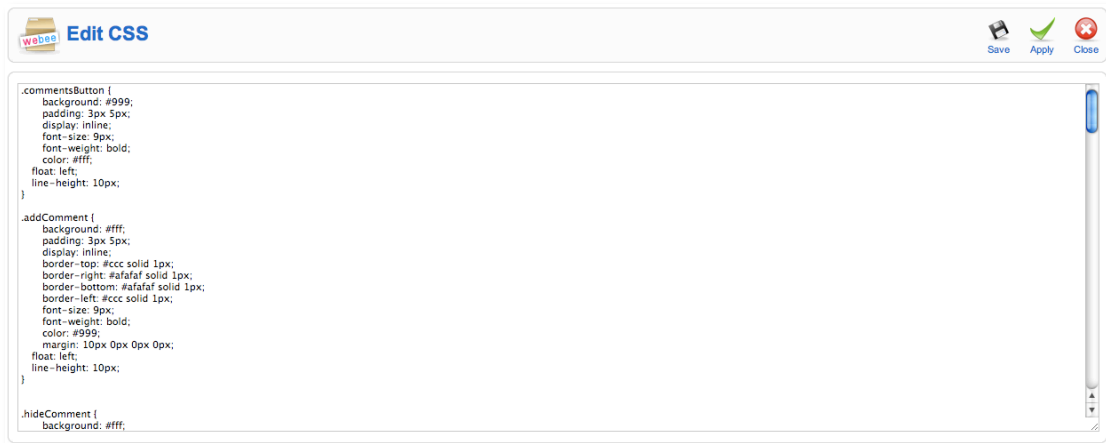 webee
Edit CSS
Save
Apply
Close
.commentsButton {
background: #999;
padding: 3px 5px;
display: inline;
font-size: 9px;
font-weight: bold;
color: #fff;
float: left;
line-height: 10px;
}
.addComment {
background: #fff;
padding: 3px 5px;
display: inline;
border-top: #ccc solid 1px;
border-right: #afafaf solid 1px;
border-bottom: #afafaf solid 1px;
border-left: #ccc solid 1px;
font-size: 9px;
font-weight: bold;
color: #999;
margin: 10px 0px 0px 0px;
float: left;
line-height: 10px;
}
.hideComment {
background: #fff;